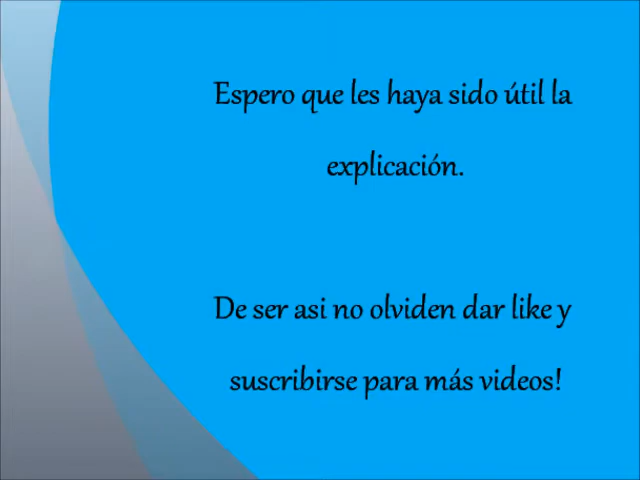 Espero que les haya sido útil la
explicación.
De ser asi no olviden dar like y
suscribirse para más videos!